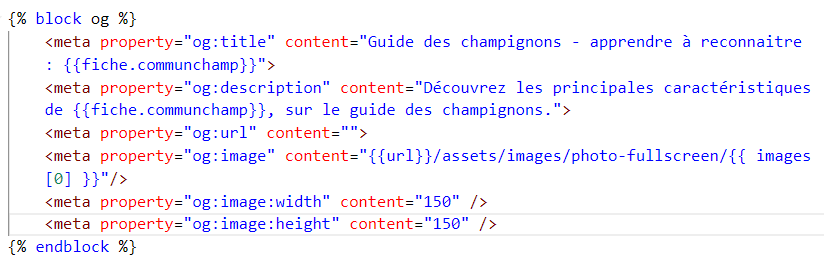 {% block og %}
<meta property="og:title" content="Guide des champignons - apprendre à reconnaitre
: {{fiche.communchamp}}">
<meta property="og:description" content="Découvrez les principales caractéristiques
de {{fiche.communchamp}}, sur le guide des champignons.">
<meta property="og:url" content="">
<meta property="og:image" content="{{url}}/assets/images/photo-fullscreen/{{ images
[0] }}"/>
<meta property="og:image:width" content="150" />
<meta property="og:image:height" content="150" />
{% endblock %}